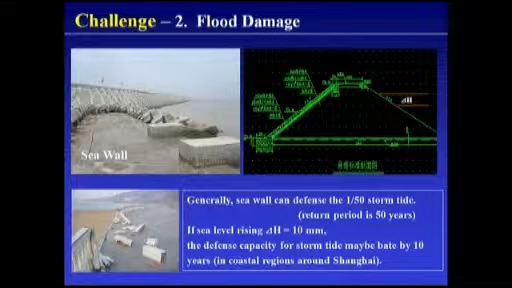 Challenge – 2. Flood Damage
Sea Wall
ΔH
Generally, sea wall can defense the 1/50 storm tide.
(return period is 50 years)
If sea level rising ΔH = 10 mm,
the defense capacity for storm tide maybe bate by 10
years (in coastal regions around Shanghai).